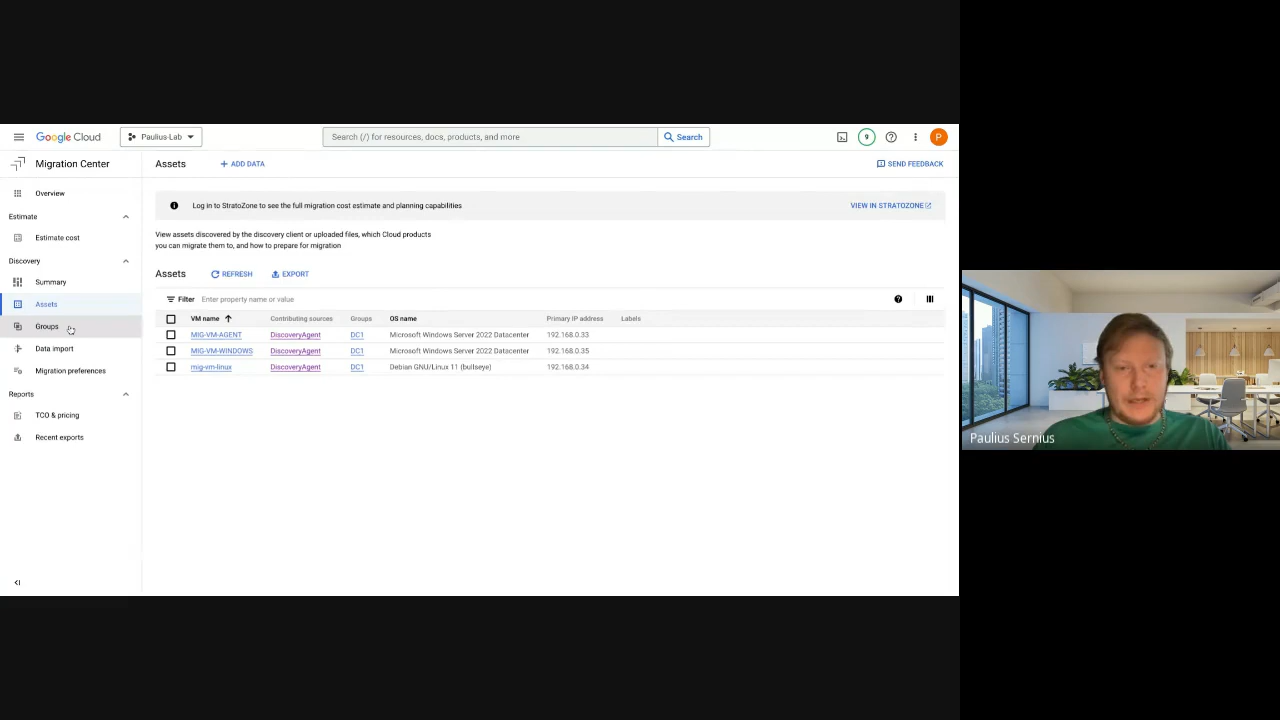 Google Cloud
Paulius-Lab
Search (/) for resources, docs, products, and more
Search
9
P
Migration Center
Assets
+ ADD DATA
SEND FEEDBACK
Overview
Estimate
Estimate cost
Discovery
Summary
Assets
Groups
Data import
Migration preferences
Reports
TCO & pricing
Recent exports
Log in to StratoZone to see the full migration cost estimate and planning capabilities
VIEW IN STRATOZONE
View assets discovered by the discovery client or uploaded files, which Cloud products
you can migrate them to, and how to prepare for migration
Assets
REFRESH
EXPORT
Filter Enter property name or value
VM name Contributing sources Groups OS name Primary IP address Labels
MIG-VM-AGENT DiscoveryAgent DC1 Microsoft Windows Server 2022 Datacenter 192.168.0.33
MIG-VM-WINDOWS DiscoveryAgent DC1 Microsoft Windows Server 2022 Datacenter 192.168.0.35
mig-vm-linux DiscoveryAgent DC1 Debian GNU/Linux 11 (bullseye) 192.168.0.34
Paulius Sernius